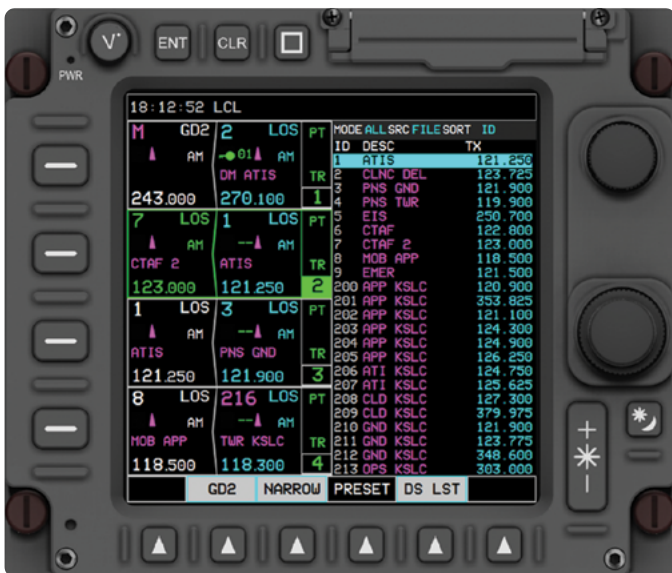 V*
ENT
CLR
PWR
18:12:52 LCL
M GD2
AM
243.000
2 LOS
01 AM
DM ATIS
270.100
PT
TR
1
7 LOS
AM
CTAF 2
123.000
1 LOS
-- AM
ATIS
121.250
PT
TR
2
1 LOS
AM
ATIS
121.250
3 LOS
-- AM
PNS GND
121.900
PT
TR
3
8 LOS
AM
MOB APP
118.500
216 LOS
-- AM
TWR KSLC
118.300
PT
TR
4
MODE ALL SRC FILE SORT ID
ID DESC TX
1 ATIS 121.250
2 CLNC DEL 123.725
3 PNS GND 121.900
4 PNS TWR 119.900
5 EIS 250.700
6 CTAF 122.800
7 CTAF 2 123.000
8 MOB APP 118.500
9 EMER 121.500
200 APP KSLC 120.900
201 APP KSLC 353.825
202 APP KSLC 121.100
203 APP KSLC 124.300
204 APP KSLC 124.900
205 APP KSLC 126.250
206 ATI KSLC 124.750
207 ATI KSLC 125.625
208 CLD KSLC 127.300
209 CLD KSLC 379.975
210 GND KSLC 121.900
211 GND KSLC 123.775
212 GND KSLC 348.600
213 OPS KSLC 303.000
GD2 NARROW PRESET DS LST